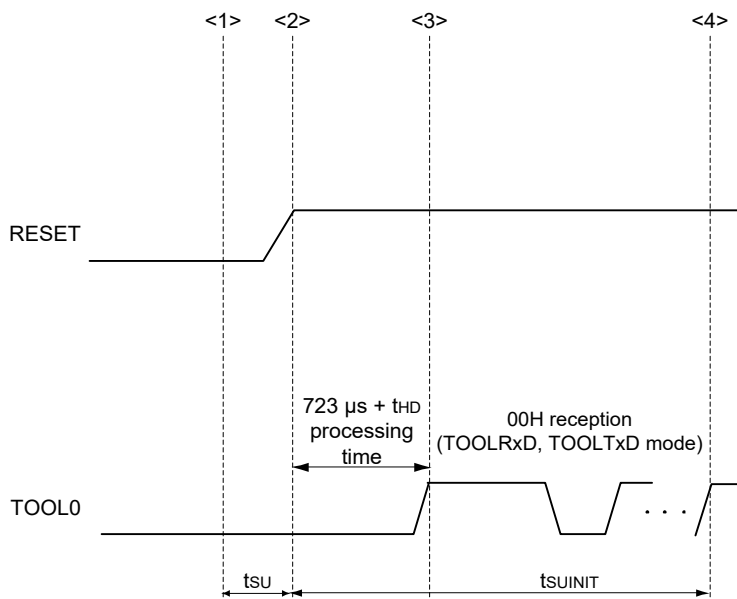 <1> <2> <3> <4>
RESET
723 µs + tHD
processing
time
00H reception
(TOOLRxD, TOOLTxD mode)
TOOL0
. . .
tSU tSUINIT